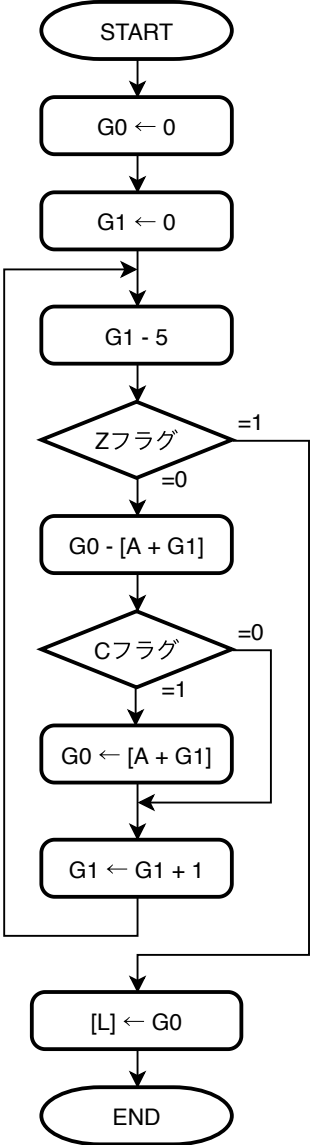 START
G0 ← 0
G1 ← 0
G1 - 5
Zフラグ
=1
=0
G0 - [A + G1]
Cフラグ
=0
=1
G0 ← [A + G1]
G1 ← G1 + 1
[L] ← G0
END